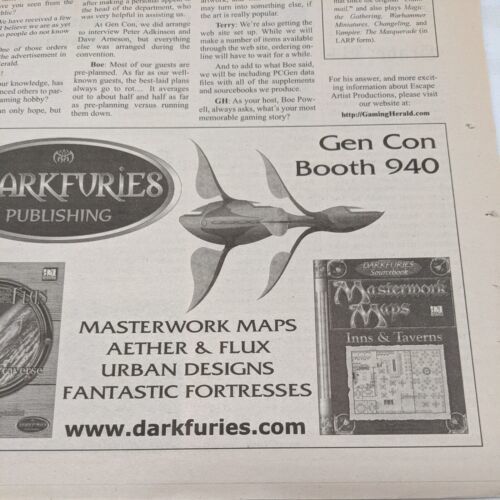 have you seen from the
blic?
We have received a few
I believe we are as yet
o people do not know
One of those orders
the advertisement in
erald.
ur knowledge, has
nced others to par-
aming hobby?
an only hope, but
after making a personal
the head of the department, who
was very helpful in assisting us.
At Gen Con, we did arrange
to interview Peter Adkinson and
Dave Arneson, but everything
else was arranged during the
convention.
Boe: Most of our guests are
pre-planned. As far as our well-
known guests, the best-laid plans
always go to rot... It averages
out to about half and half as far
as pre-planning versus running
them down.
may turn into something else, if
the art is really popular.
Terry: We're also getting the
web site set up. While we will
make a number of items available
through the web site, ordering on-
line will have to wait for a while.
And to add to what Boe said,
we will be including PCGen data
files with all of the supplements
and sourcebooks we produce.
GH: As your host, Boe Pow-
ell, always asks, what's your most
memorable gaming story?
and also plays Magic:
the Gathering, Warhammer
Miniatures, Changeling, and
Vampire: The Masquerade (in
LARP form).
For his answer, and more excit-
ing information about Escape
Artist Productions, please visit
our website at:
http://GamingHerald.com
ARKFURIES
PUBLISHING
Gen Con
Booth 940
MASTERWORK MAPS
AETHER & FLUX
URBAN DESIGNS
FANTASTIC FORTRESSES
www.darkfuries.com
DARKFURIES
Sourcebook
Masterwork
Maps
Inns & Taverns
Flux
raverse